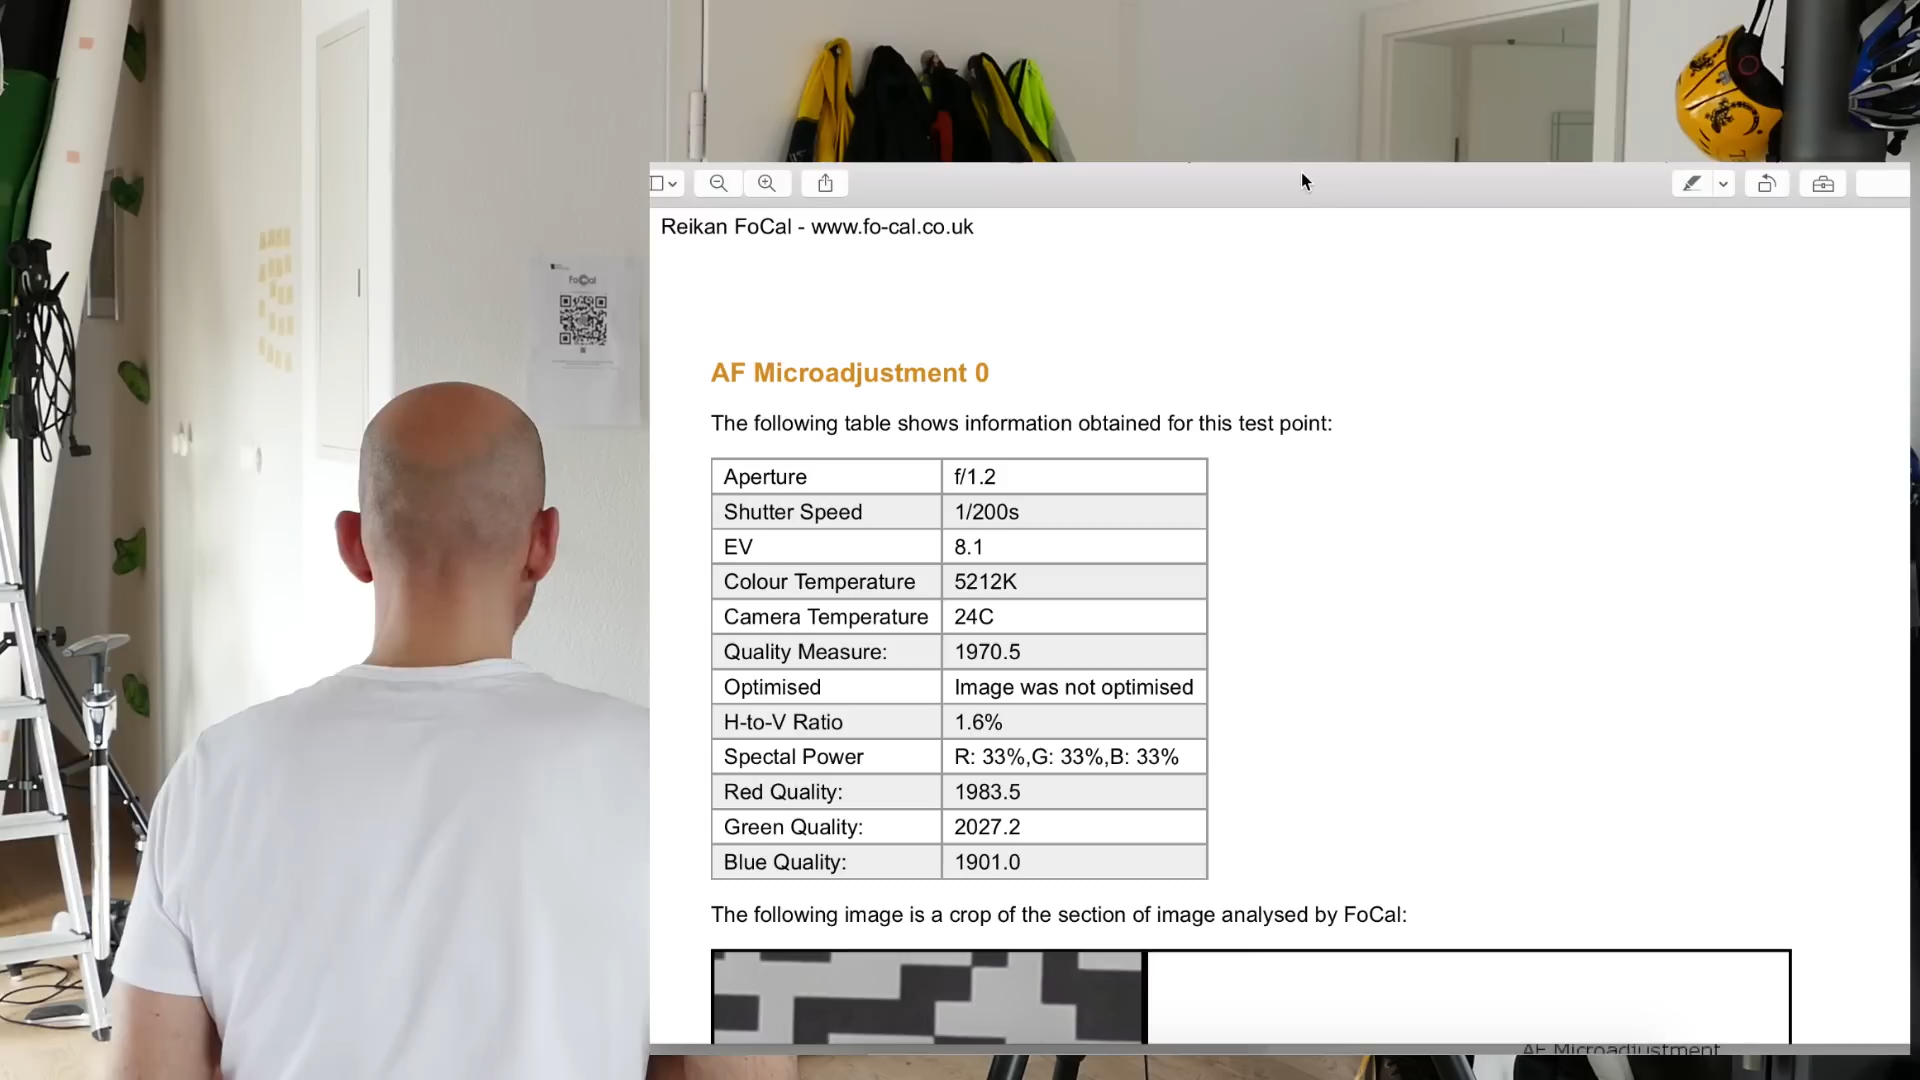 Reikan FoCal - www.fo-cal.co.uk
FoCal
AF Microadjustment 0
The following table shows information obtained for this test point:
Aperture f/1.2
Shutter Speed 1/200s
EV 8.1
Colour Temperature 5212K
Camera Temperature 24C
Quality Measure: 1970.5
Optimised Image was not optimised
H-to-V Ratio 1.6%
Spectal Power R: 33%,G: 33%,B: 33%
Red Quality: 1983.5
Green Quality: 2027.2
Blue Quality: 1901.0
The following image is a crop of the section of image analysed by FoCal:
AF Microadjustment